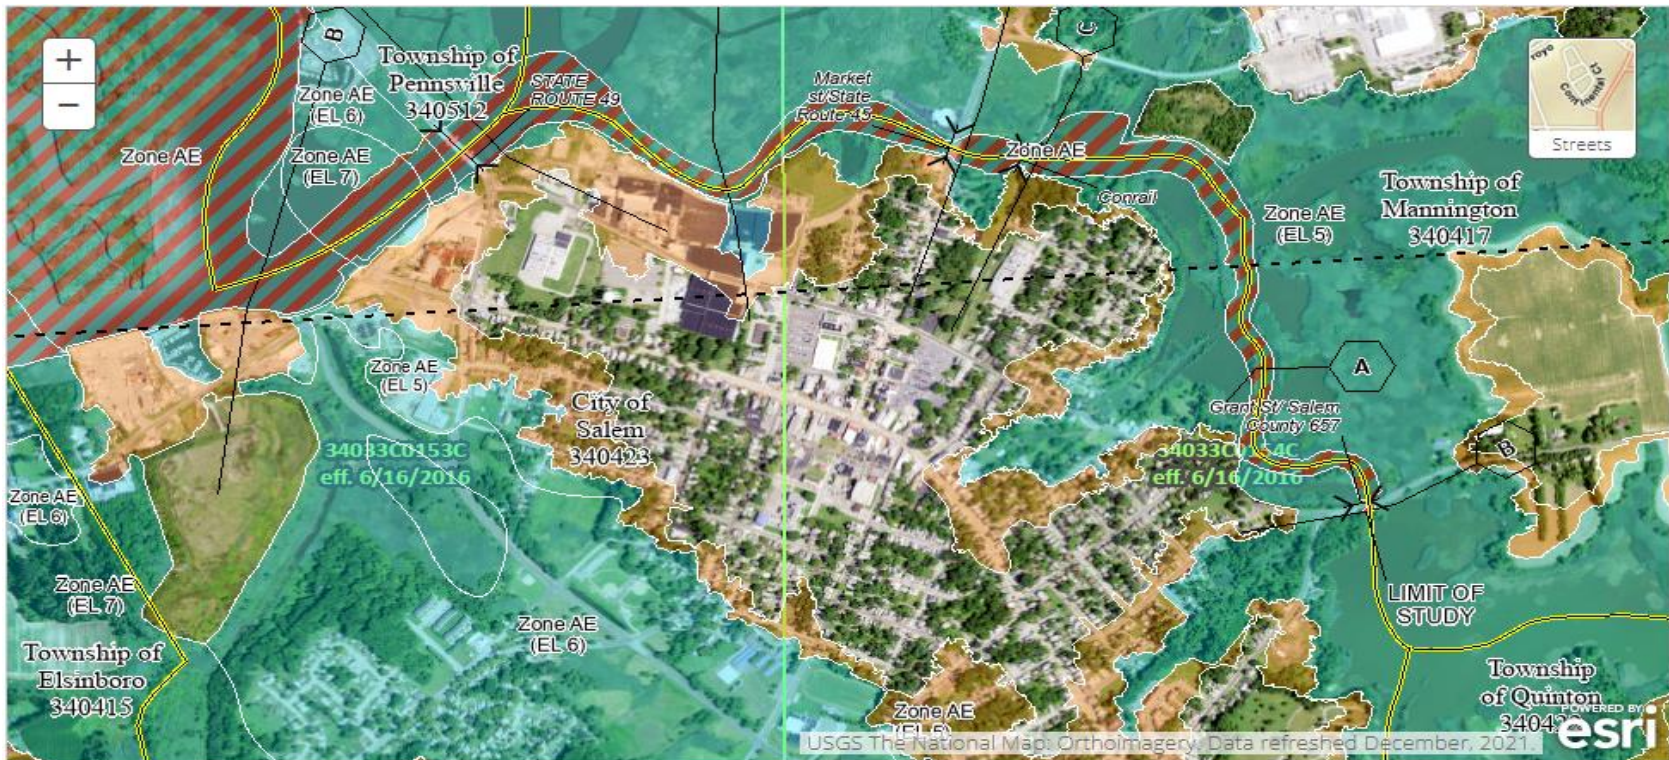 +
−
B
C
Township of
Pennsville
340512
STATE
ROUTE 49
Market
st/State
Zone AE
(EL 6)
Zone AE
Zone AE
(EL 7)
Zone AE
Conrail
Streets
Township of
Mannington
340417
Zone AE
(EL 5)
Zone AE
(EL 5)
A
City of
Salem
340423
Grant St/ Salem
County 657
B
34033C0153C
eff. 6/16/2016
eff. 6/16/2016
Zone AE
(EL 6)
Zone AE
(EL 7)
Zone AE
(EL 6)
LIMIT OF
STUDY
Township of
Elsinboro
340415
Township
of Quinton
Zone AE
POWERED BY
esri
USGS The National Map: Orthoimagery. Data refreshed December, 2021.